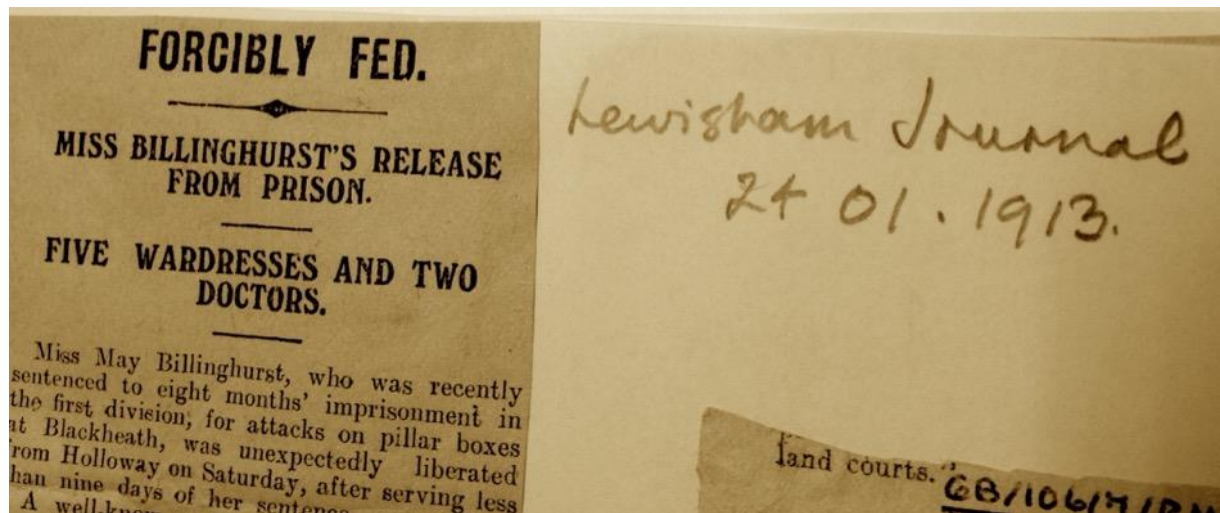 FORCIBLY FED.
MISS BILLINGHURST'S RELEASE
FROM PRISON.
FIVE WARDRESSES AND TWO
DOCTORS.
Miss May Billinghurst, who was recently
sentenced to eight months' imprisonment in
the first division, for attacks on pillar boxes
at Blackheath, was unexpectedly liberated
from Holloway on Saturday, after serving less
than nine days of her sentence.
A
Lewisham Journal
24 01. 1913.
land courts."
GB/106/7/